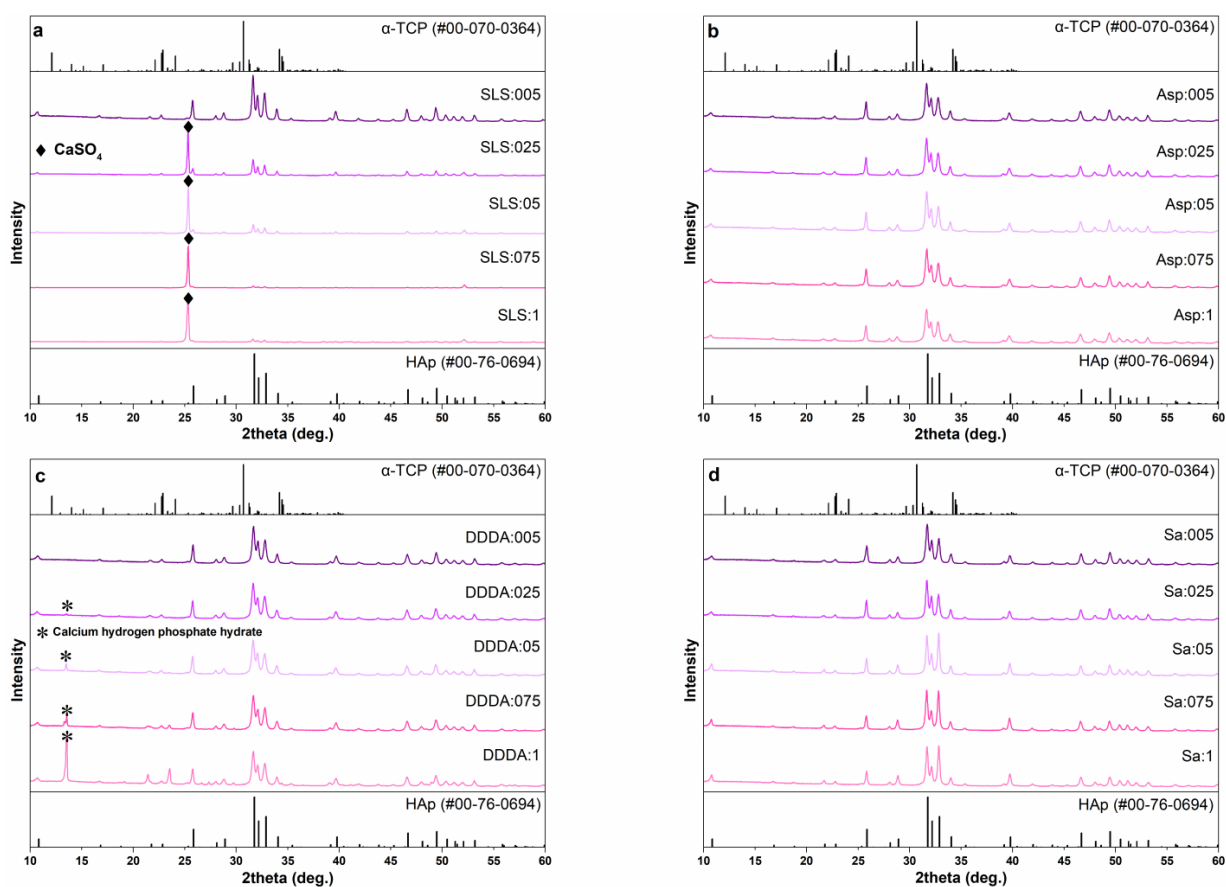 a
α-TCP (#00-070-0364)
SLS:005
◆ CaSO₄
SLS:025
SLS:05
SLS:075
SLS:1
HAp (#00-76-0694)
Intensity
10 15 20 25 30 35 40 45 50 55 60
2theta (deg.)
b
α-TCP (#00-070-0364)
Asp:005
Asp:025
Asp:05
Asp:075
Asp:1
HAp (#00-76-0694)
Intensity
10 15 20 25 30 35 40 45 50 55 60
2theta (deg.)
c
α-TCP (#00-070-0364)
DDDA:005
DDDA:025
* Calcium hydrogen phosphate hydrate
DDDA:05
DDDA:075
DDDA:1
HAp (#00-76-0694)
Intensity
10 15 20 25 30 35 40 45 50 55 60
2theta (deg.)
d
α-TCP (#00-070-0364)
Sa:005
Sa:025
Sa:05
Sa:075
Sa:1
HAp (#00-76-0694)
Intensity
10 15 20 25 30 35 40 45 50 55 60
2theta (deg.)